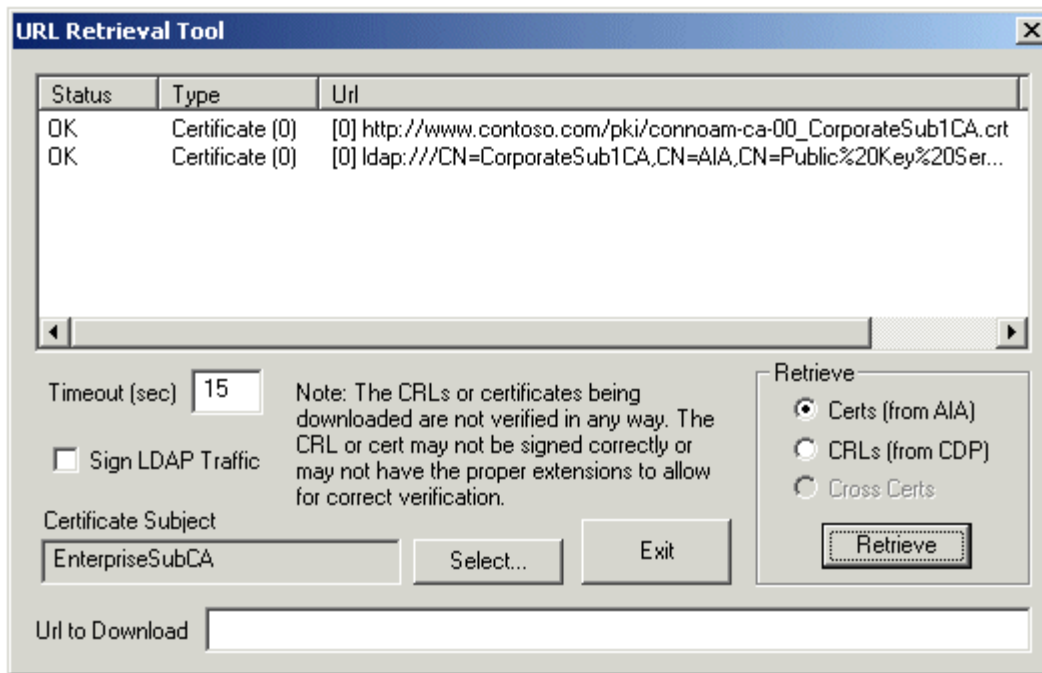 URL Retrieval Tool
Status Type Url
OK Certificate (0) [0] http://www.contoso.com/pki/connoam-ca-00_CorporateSub1CA.crt
OK Certificate (0) [0] ldap:///CN=CorporateSub1CA,CN=AIA,CN=Public%20Key%20Ser...
Timeout (sec) 15
Note: The CRLs or certificates being
downloaded are not verified in any way. The
CRL or cert may not be signed correctly or
may not have the proper extensions to allow
for correct verification.
Sign LDAP Traffic
Retrieve
Certs (from AIA)
CRLs (from CDP)
Cross Certs
Retrieve
Certificate Subject
EnterpriseSubCA
Select...
Exit
Url to Download